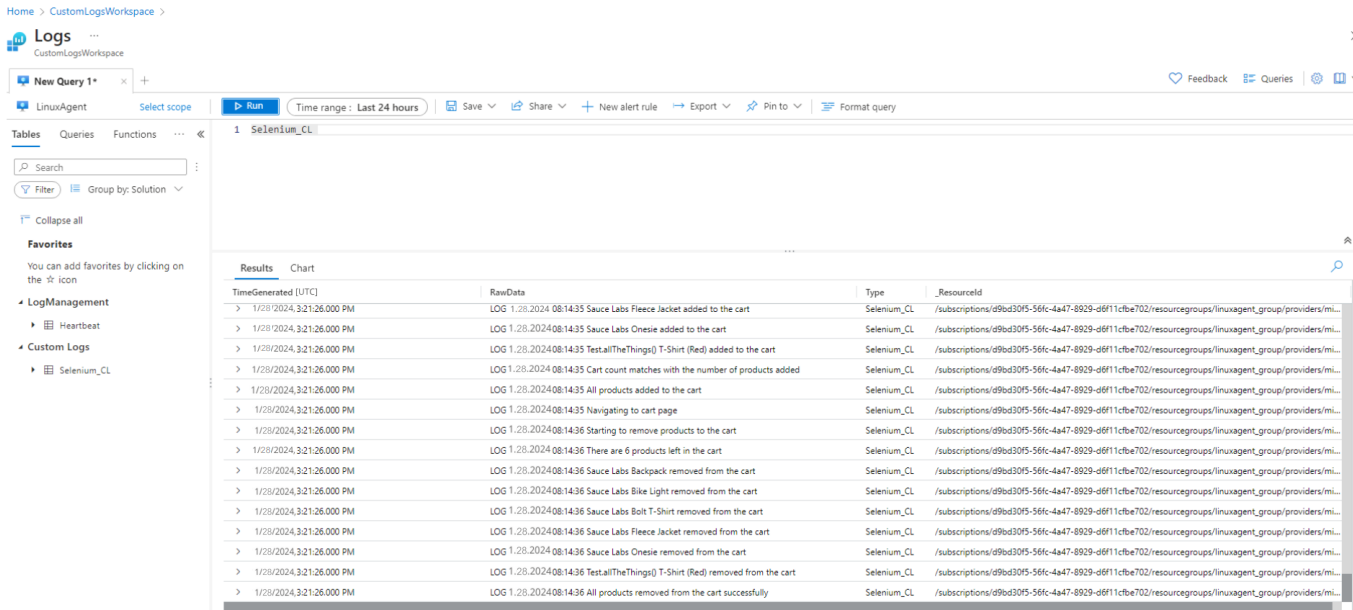 Home > CustomLogsWorkspace >
Logs ...
CustomLogsWorkspace
New Query 1* × +
Feedback Queries
LinuxAgent Select scope Run Time range : Last 24 hours Save Share New alert rule Export Pin to Format query
Tables Queries Functions ... «
1 Selenium_CL
Search
Filter Group by: Solution
Collapse all
Favorites
You can add favorites by clicking on
the ☆ icon
LogManagement
Heartbeat
Custom Logs
Selenium_CL
Results Chart
TimeGenerated [UTC] RawData Type _ResourceId
> 1/28/2024, 3:21:26.000 PM LOG 1.28.2024 08:14:35 Sauce Labs Fleece Jacket added to the cart Selenium_CL /subscriptions/d9bd30f5-56fc-4a47-8929-d6f11cfbe702/resourcegroups/linuxagent_group/providers/mi...
> 1/28/2024, 3:21:26.000 PM LOG 1.28.2024 08:14:35 Sauce Labs Onesie added to the cart Selenium_CL /subscriptions/d9bd30f5-56fc-4a47-8929-d6f11cfbe702/resourcegroups/linuxagent_group/providers/mi...
> 1/28/2024, 3:21:26.000 PM LOG 1.28.2024 08:14:35 Test.allTheThings() T-Shirt (Red) added to the cart Selenium_CL /subscriptions/d9bd30f5-56fc-4a47-8929-d6f11cfbe702/resourcegroups/linuxagent_group/providers/mi...
> 1/28/2024, 3:21:26.000 PM LOG 1.28.2024 08:14:35 Cart count matches with the number of products added Selenium_CL /subscriptions/d9bd30f5-56fc-4a47-8929-d6f11cfbe702/resourcegroups/linuxagent_group/providers/mi...
> 1/28/2024, 3:21:26.000 PM LOG 1.28.2024 08:14:35 All products added to the cart Selenium_CL /subscriptions/d9bd30f5-56fc-4a47-8929-d6f11cfbe702/resourcegroups/linuxagent_group/providers/mi...
> 1/28/2024, 3:21:26.000 PM LOG 1.28.2024 08:14:35 Navigating to cart page Selenium_CL /subscriptions/d9bd30f5-56fc-4a47-8929-d6f11cfbe702/resourcegroups/linuxagent_group/providers/mi...
> 1/28/2024, 3:21:26.000 PM LOG 1.28.2024 08:14:36 Starting to remove products to the cart Selenium_CL /subscriptions/d9bd30f5-56fc-4a47-8929-d6f11cfbe702/resourcegroups/linuxagent_group/providers/mi...
> 1/28/2024, 3:21:26.000 PM LOG 1.28.2024 08:14:36 There are 6 products left in the cart Selenium_CL /subscriptions/d9bd30f5-56fc-4a47-8929-d6f11cfbe702/resourcegroups/linuxagent_group/providers/mi...
> 1/28/2024, 3:21:26.000 PM LOG 1.28.2024 08:14:36 Sauce Labs Backpack removed from the cart Selenium_CL /subscriptions/d9bd30f5-56fc-4a47-8929-d6f11cfbe702/resourcegroups/linuxagent_group/providers/mi...
> 1/28/2024, 3:21:26.000 PM LOG 1.28.2024 08:14:36 Sauce Labs Bike Light removed from the cart Selenium_CL /subscriptions/d9bd30f5-56fc-4a47-8929-d6f11cfbe702/resourcegroups/linuxagent_group/providers/mi...
> 1/28/2024, 3:21:26.000 PM LOG 1.28.2024 08:14:36 Sauce Labs Bolt T-Shirt removed from the cart Selenium_CL /subscriptions/d9bd30f5-56fc-4a47-8929-d6f11cfbe702/resourcegroups/linuxagent_group/providers/mi...
> 1/28/2024, 3:21:26.000 PM LOG 1.28.2024 08:14:36 Sauce Labs Fleece Jacket removed from the cart Selenium_CL /subscriptions/d9bd30f5-56fc-4a47-8929-d6f11cfbe702/resourcegroups/linuxagent_group/providers/mi...
> 1/28/2024, 3:21:26.000 PM LOG 1.28.2024 08:14:36 Sauce Labs Onesie removed from the cart Selenium_CL /subscriptions/d9bd30f5-56fc-4a47-8929-d6f11cfbe702/resourcegroups/linuxagent_group/providers/mi...
> 1/28/2024, 3:21:26.000 PM LOG 1.28.2024 08:14:36 Test.allTheThings() T-Shirt (Red) removed from the cart Selenium_CL /subscriptions/d9bd30f5-56fc-4a47-8929-d6f11cfbe702/resourcegroups/linuxagent_group/providers/mi...
> 1/28/2024, 3:21:26.000 PM LOG 1.28.2024 08:14:36 All products removed from the cart successfully Selenium_CL /subscriptions/d9bd30f5-56fc-4a47-8929-d6f11cfbe702/resourcegroups/linuxagent_group/providers/mi...